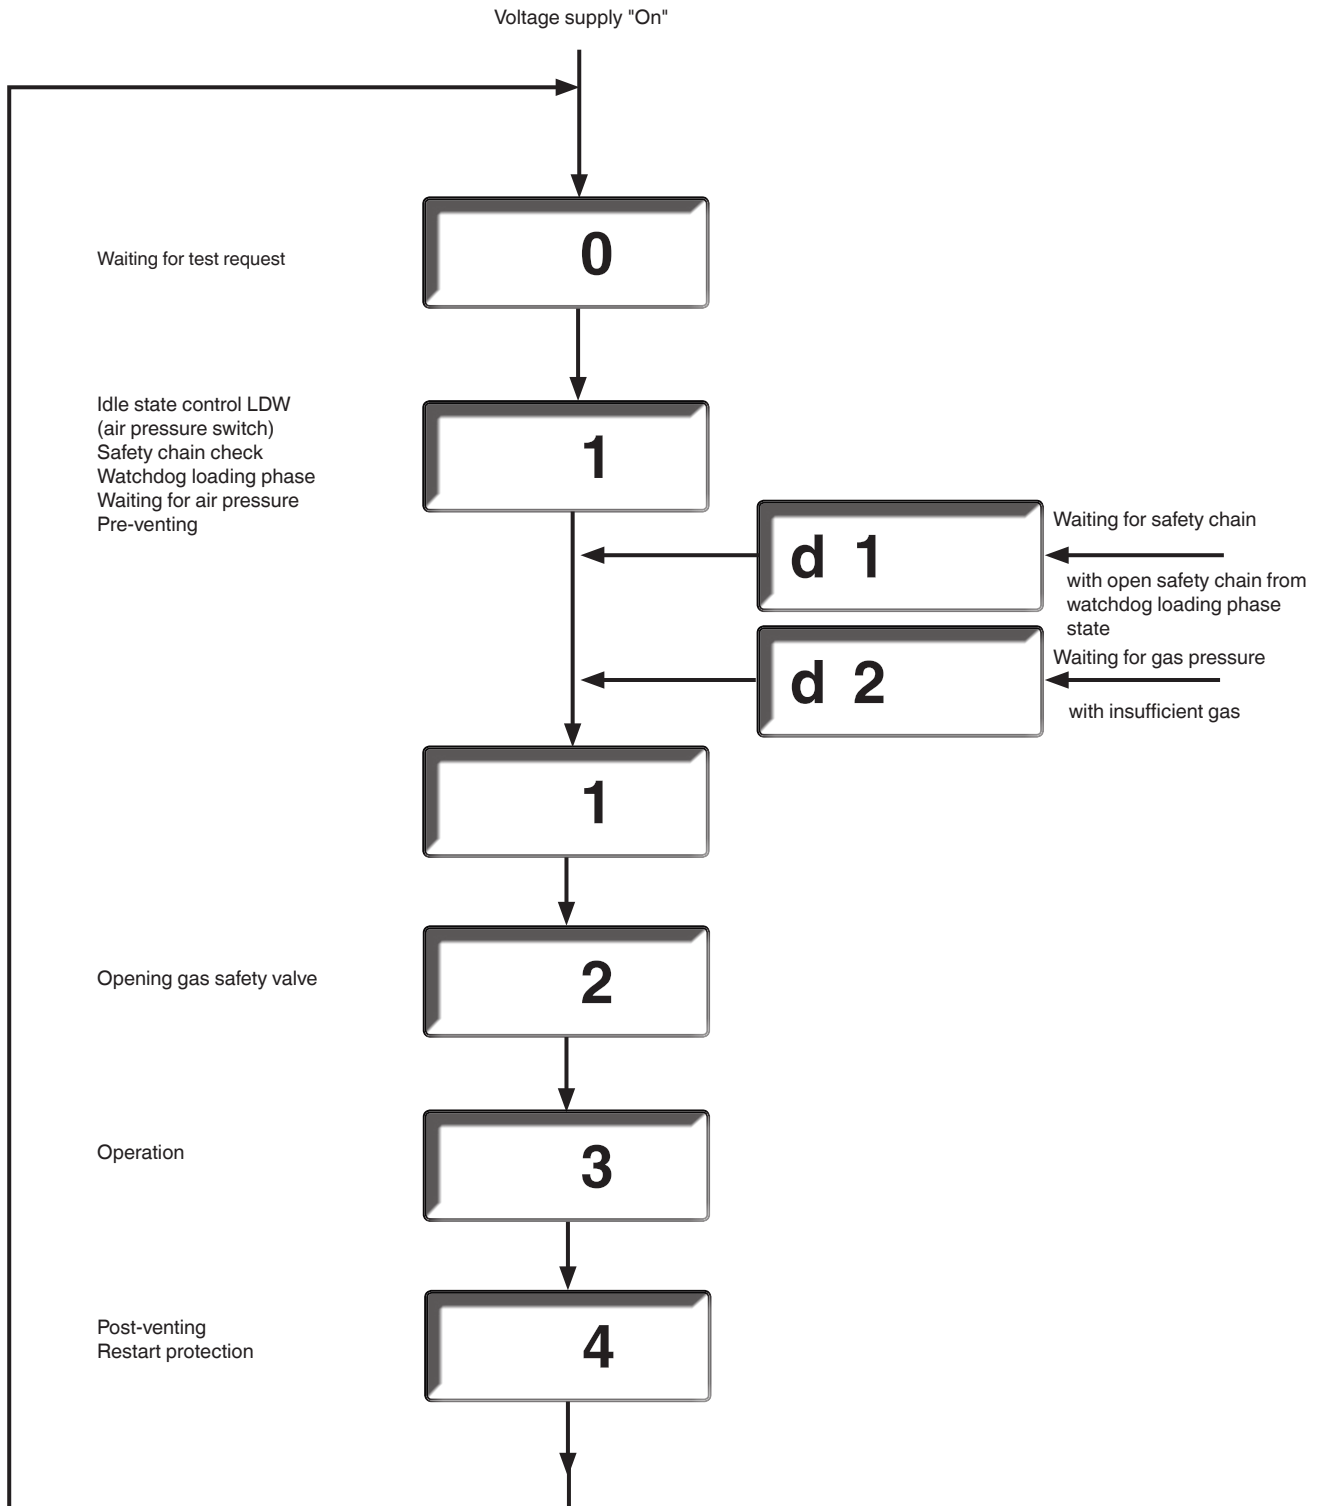 Voltage supply "On"
Waiting for test request
0
Idle state control LDW
(air pressure switch)
Safety chain check
Watchdog loading phase
Waiting for air pressure
Pre-venting
1
d 1
Waiting for safety chain
with open safety chain from
watchdog loading phase
state
d 2
Waiting for gas pressure
with insufficient gas
1
Opening gas safety valve
2
Operation
3
Post-venting
Restart protection
4